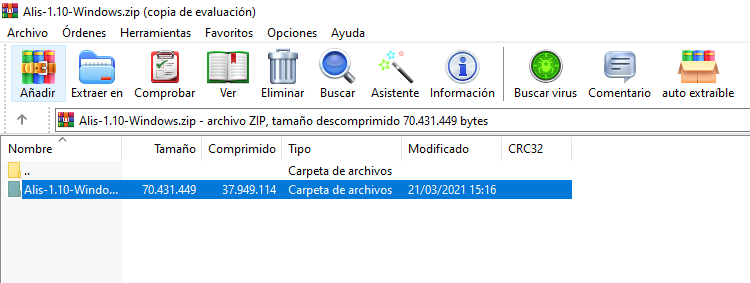 Alis-1.10-Windows.zip (copia de evaluación)
Archivo Órdenes Herramientas Favoritos Opciones Ayuda
Añadir Extraer en Comprobar Ver Eliminar Buscar Asistente Información Buscar virus Comentario auto extraíble
Alis-1.10-Windows.zip - archivo ZIP, tamaño descomprimido 70.431.449 bytes
Nombre Tamaño Comprimido Tipo Modificado CRC32
.. Carpeta de archivos
Alis-1.10-Windo... 70.431.449 37.949.114 Carpeta de archivos 21/03/2021 15:16